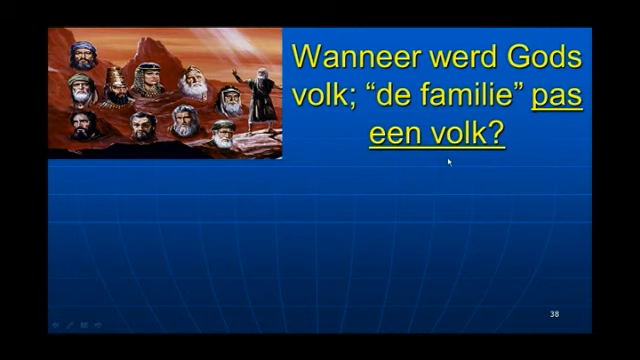 Wanneer werd Gods
volk; “de familie” pas
een volk?
38